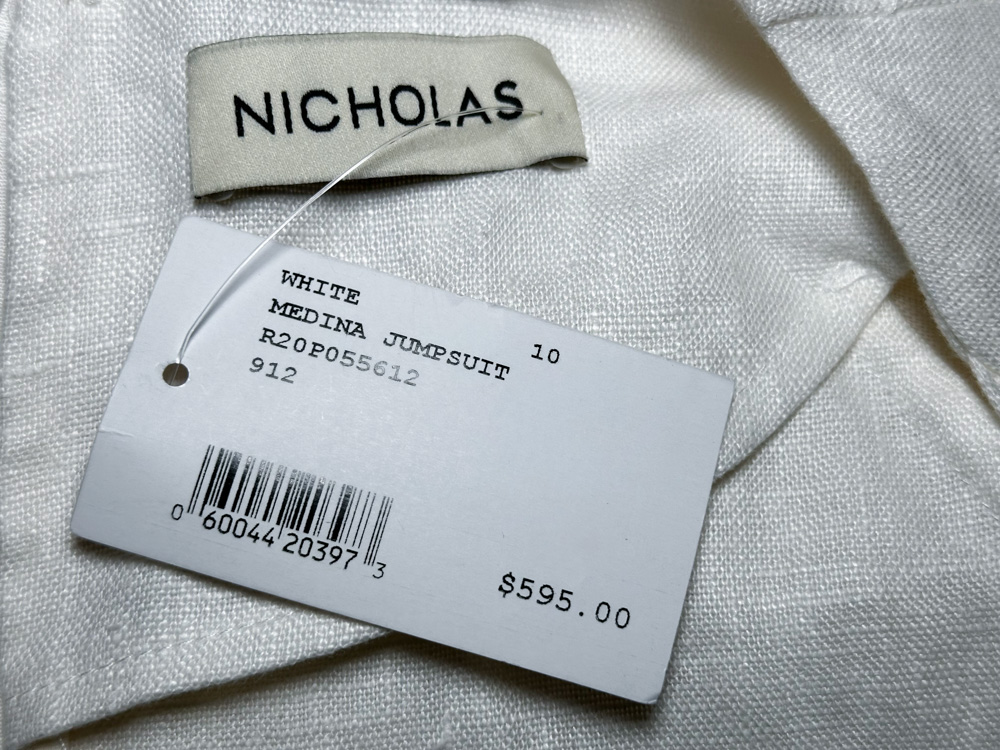 NICHOLAS
WHITE
MEDINA JUMPSUIT 10
R20P055612
912
0 60044 20397 3
$595.00